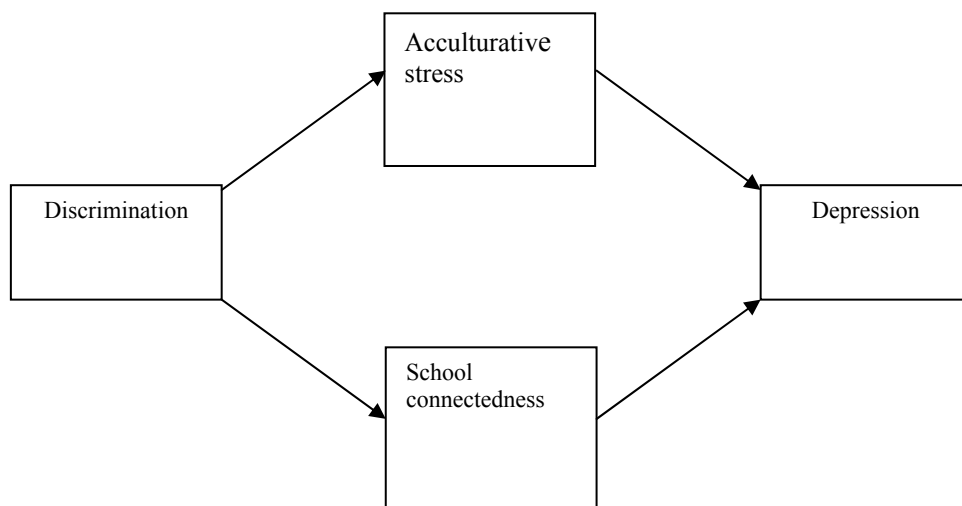 Acculturative
stress
Discrimination
Depression
School
connectedness